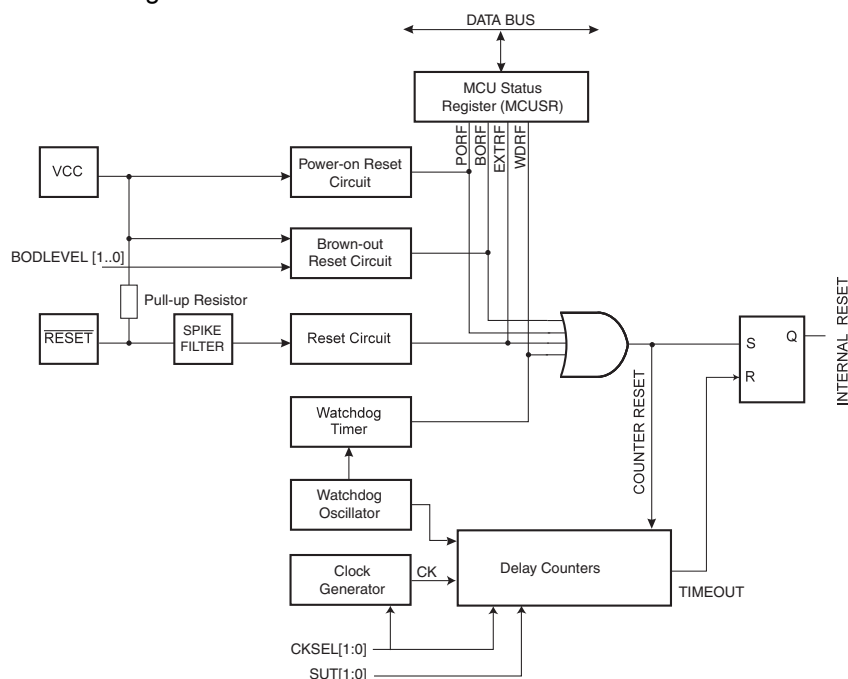 DATA BUS
MCU Status
Register (MCUSR)
PORF
BORF
EXTRF
WDRF
VCC
Power-on Reset
Circuit
BODLEVEL [1..0]
Brown-out
Reset Circuit
Pull-up Resistor
RESET
SPIKE
FILTER
Reset Circuit
S
Q
R
INTERNAL RESET
Watchdog
Timer
COUNTER RESET
Watchdog
Oscillator
Clock
Generator
CK
Delay Counters
TIMEOUT
CKSEL[1:0]
SUT[1:0]